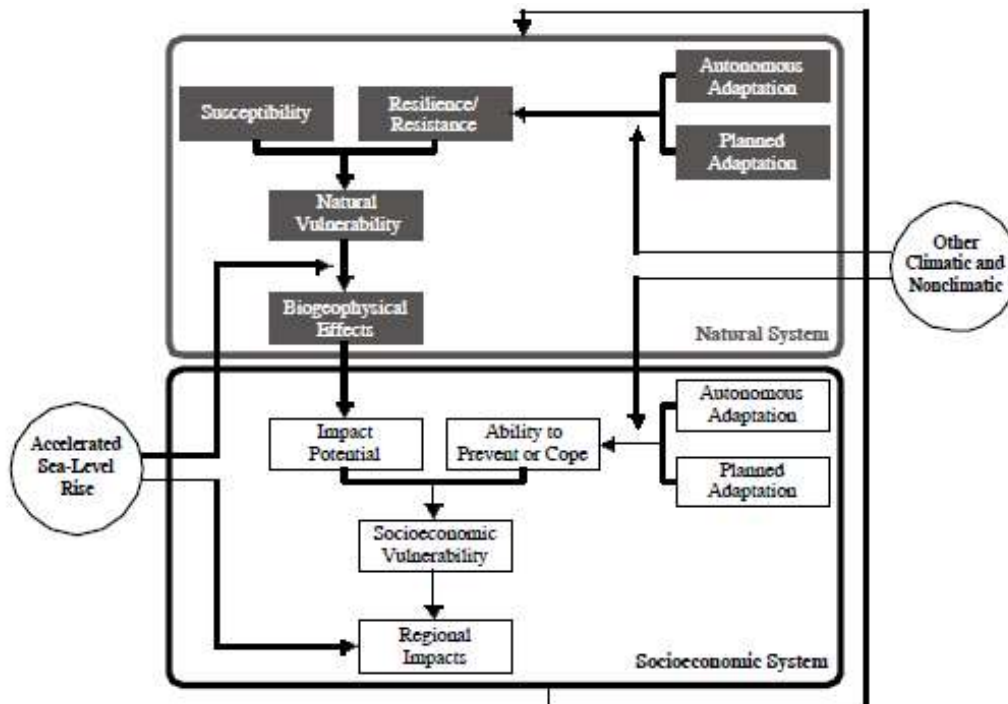 Autonomous
Adaptation
Susceptibility
Resilience/
Resistance
Planned
Adaptation
Natural
Vulnerability
Other
Climatic and
Nonclimatic
Biogeophysical
Effects
Natural System
Autonomous
Adaptation
Accelerated
Sea-Level
Rise
Impact
Potential
Ability to
Prevent or Cope
Planned
Adaptation
Socioeconomic
Vulnerability
Regional
Impacts
Socioeconomic System